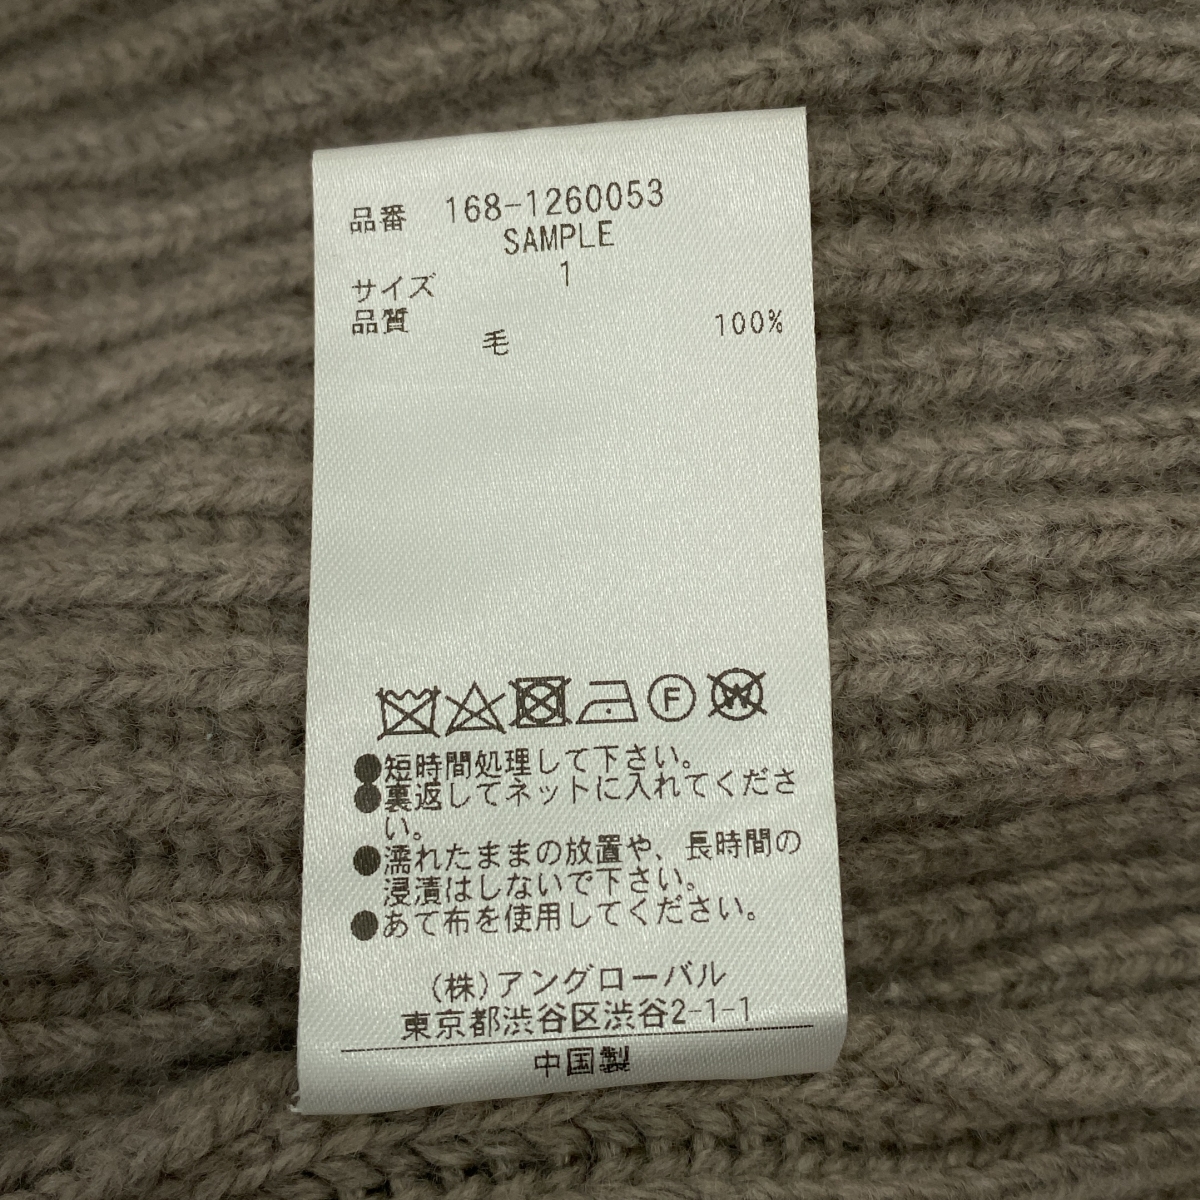 品番 168-1260053
SAMPLE
サイズ 1
品質
毛 100%
F W
●短時間処理して下さい。
●裏返してネットに入れてくださ
い。
●濡れたままの放置や、長時間の
浸漬はしないで下さい。
●あて布を使用してください。
(株)アングローバル
東京都渋谷区渋谷2-1-1
中国製